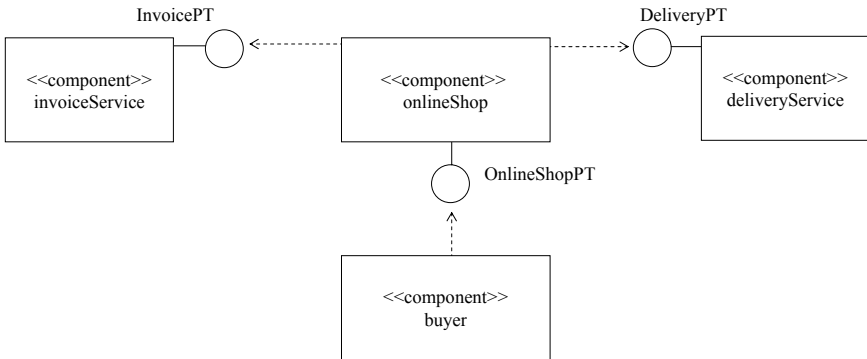 InvoicePT
DeliveryPT
<<component>>
invoiceService
<<component>>
onlineShop
<<component>>
deliveryService
OnlineShopPT
<<component>>
buyer